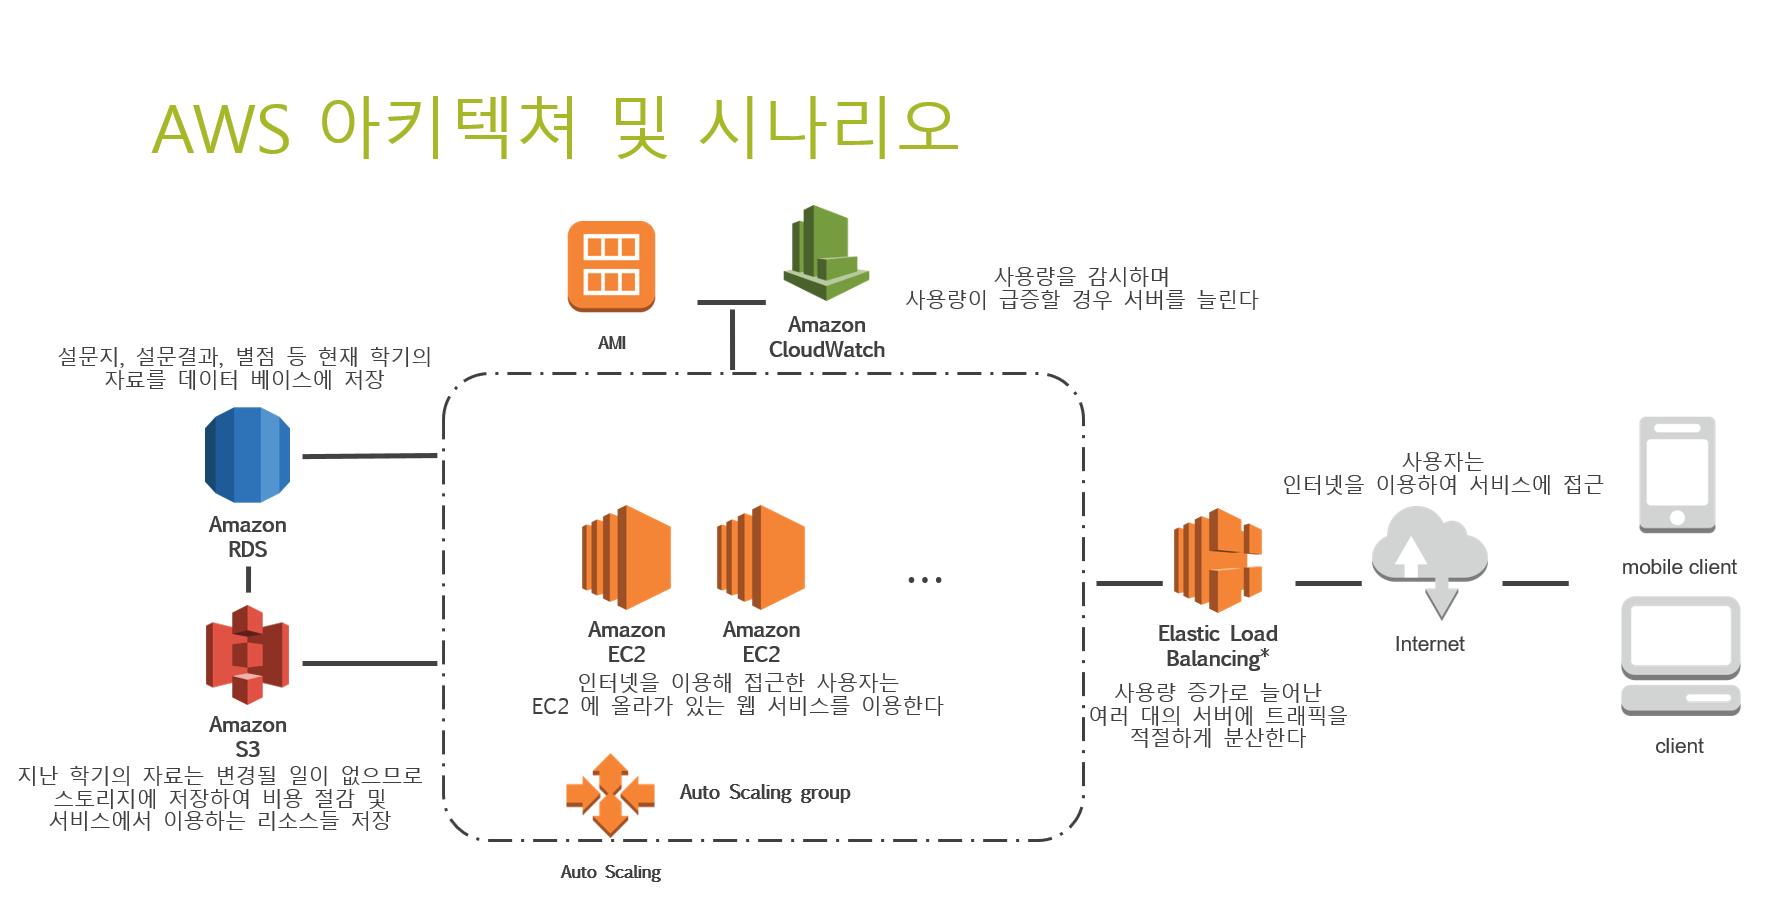 AWS 아키텍쳐 및 시나리오
AMI
Amazon
CloudWatch
사용량을 감시하며
사용량이 급증할 경우 서버를 늘린다
설문지, 설문결과, 별점 등 현재 학기의
자료를 데이터 베이스에 저장
Amazon
RDS
Amazon
S3
지난 학기의 자료는 변경될 일이 없으므로
스토리지에 저장하여 비용 절감 및
서비스에서 이용하는 리소스들 저장
Amazon
EC2
Amazon
EC2
...
인터넷을 이용해 접근한 사용자는
EC2 에 올라가 있는 웹 서비스를 이용한다
Auto Scaling group
Auto Scaling
Elastic Load
Balancing*
사용량 증가로 늘어난
여러 대의 서버에 트래픽을
적절하게 분산한다
사용자는
인터넷을 이용하여 서비스에 접근
Internet
mobile client
client